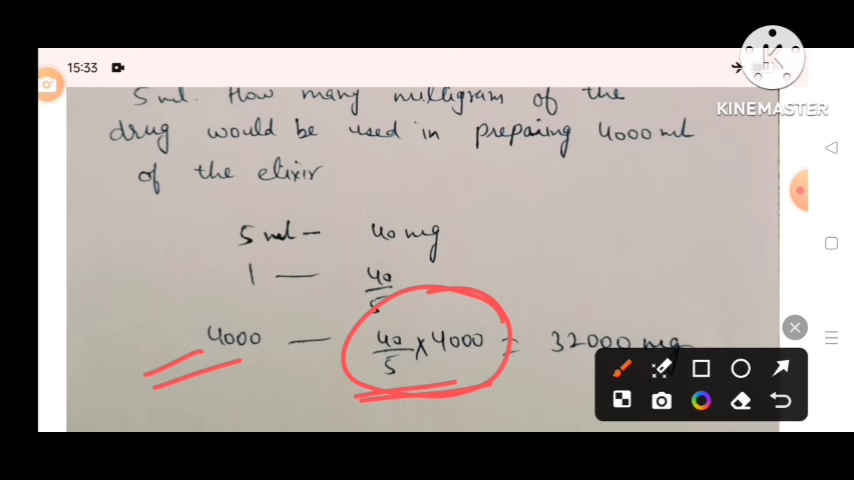 15:33
K
KINEMASTER
5 ml. How many milligram of the
drug would be used in preparing 4000 ml
of the elixir
5 ml – 40 mg
1 — 40/5
4000 — 40/5 x 4000 = 32000 mg